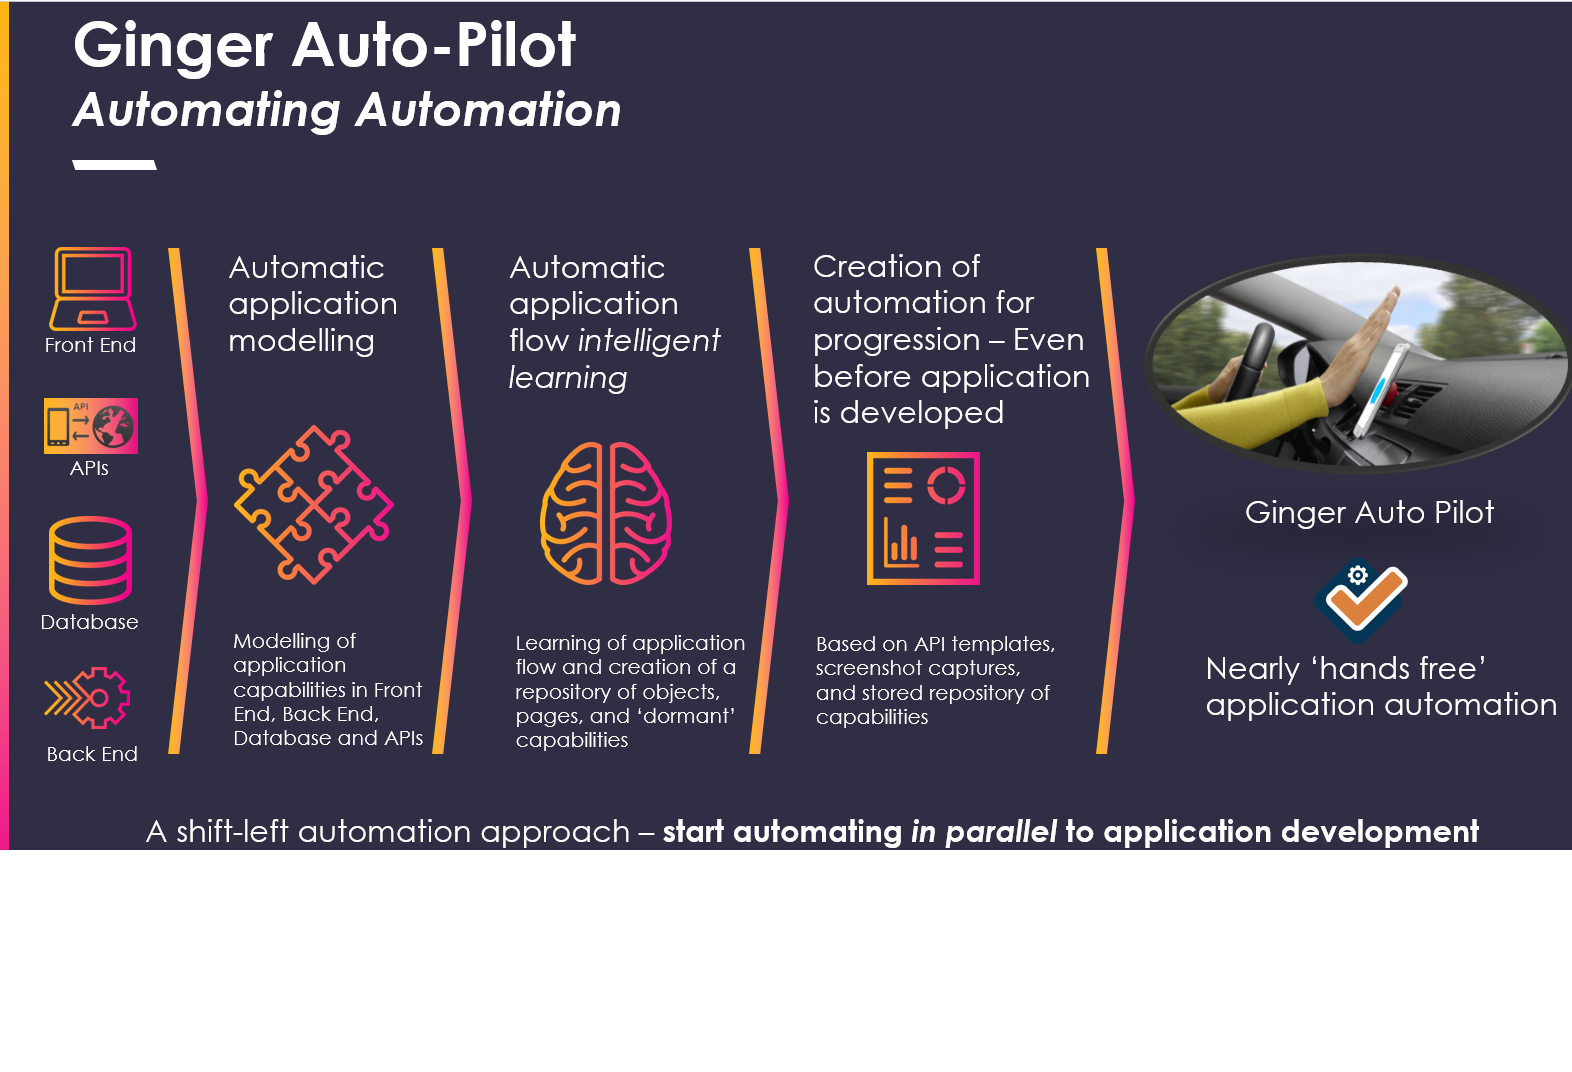 Ginger Auto-Pilot
Automating Automation
Front End
API
APIs
Database
Back End
Automatic
application
modelling
Modelling of
application
capabilities in Front
End, Back End,
Database and APIs
Automatic
application
flow intelligent
learning
Learning of application
flow and creation of a
repository of objects,
pages, and ‘dormant’
capabilities
Creation of
automation for
progression – Even
before application
is developed
Based on API templates,
screenshot captures,
and stored repository of
capabilities
Ginger Auto Pilot
Nearly ‘hands free’
application automation
A shift-left automation approach – start automating in parallel to application development